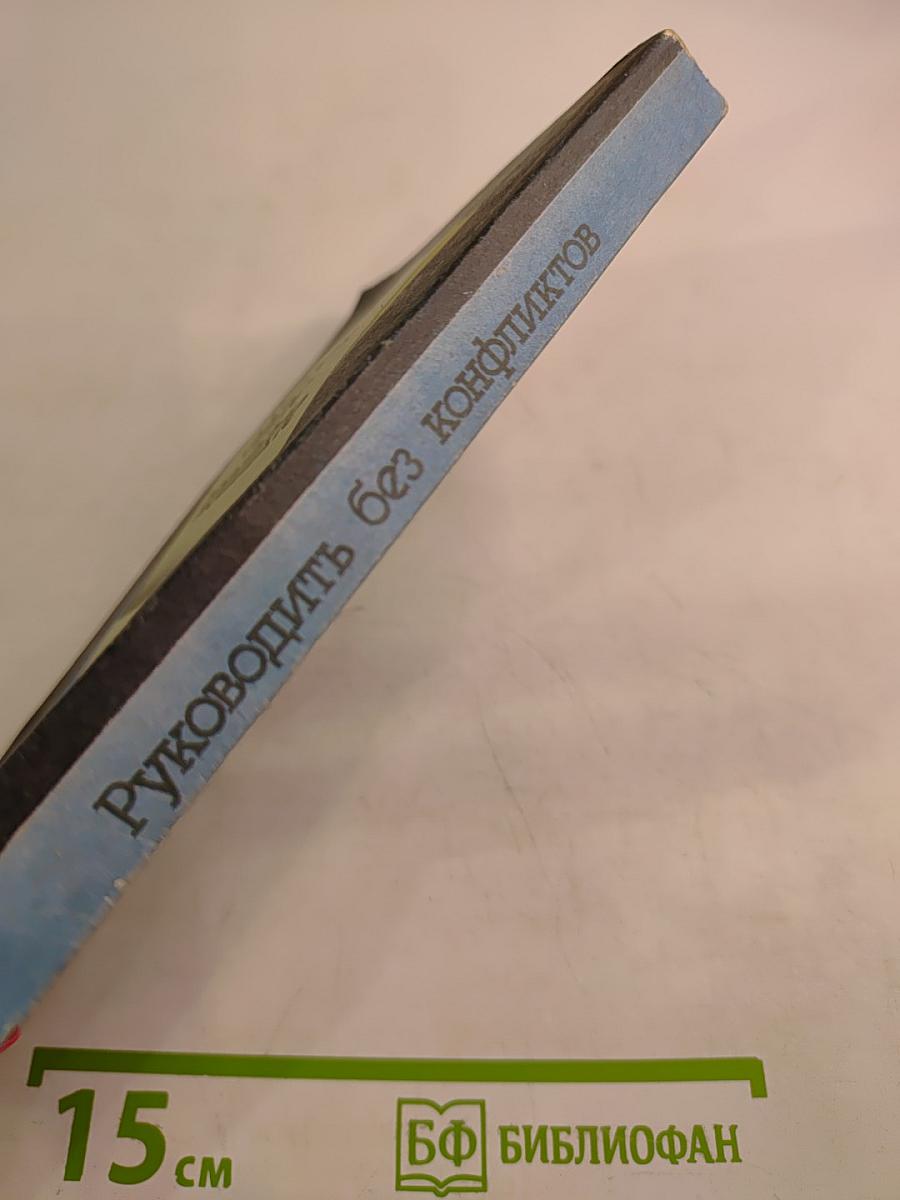 Руководить без конфликтов
15 см
БФ БИБЛИОФАН